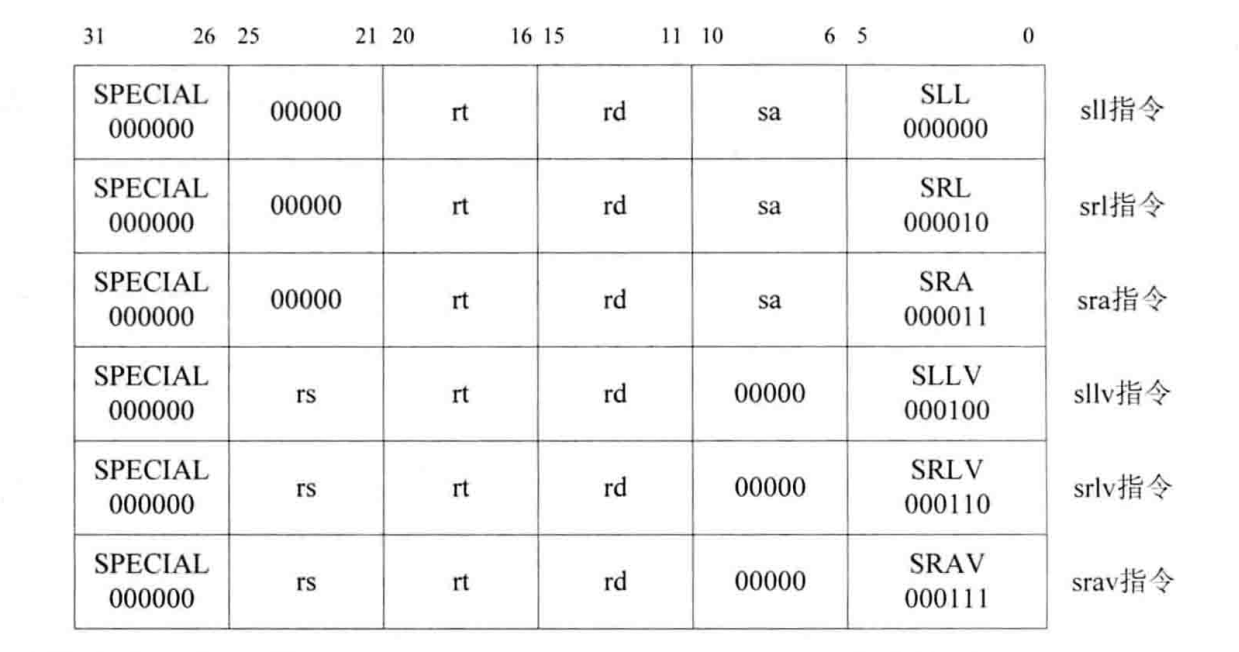 31 26 25 21 20 16 15 11 10 6 5 0
SPECIAL 000000 00000 rt rd sa SLL 000000 sll指令
SPECIAL 000000 00000 rt rd sa SRL 000010 srl指令
SPECIAL 000000 00000 rt rd sa SRA 000011 sra指令
SPECIAL 000000 rs rt rd 00000 SLLV 000100 sllv指令
SPECIAL 000000 rs rt rd 00000 SRLV 000110 srlv指令
SPECIAL 000000 rs rt rd 00000 SRAV 000111 srav指令